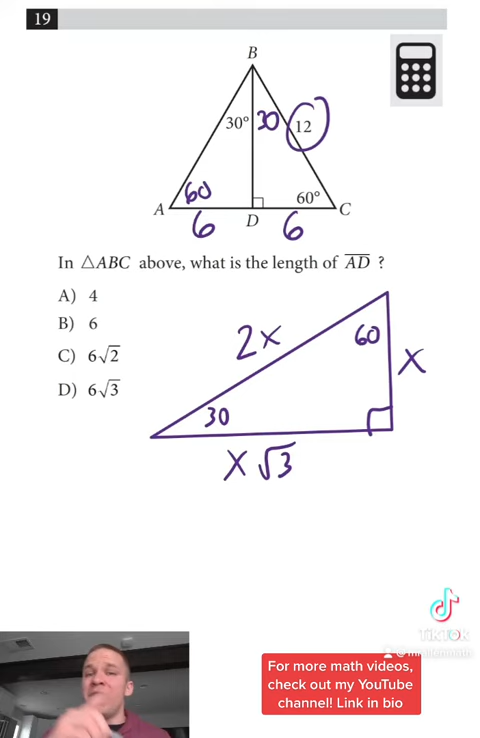 19
B
30° 30 12
60 60°
A C
6 D 6
In △ABC above, what is the length of AD ?
A) 4
B) 6
C) 6√2
D) 6√3
2x 60 x
30
x√3
TikTok
For more math videos,
check out my YouTube
channel! Link in bio